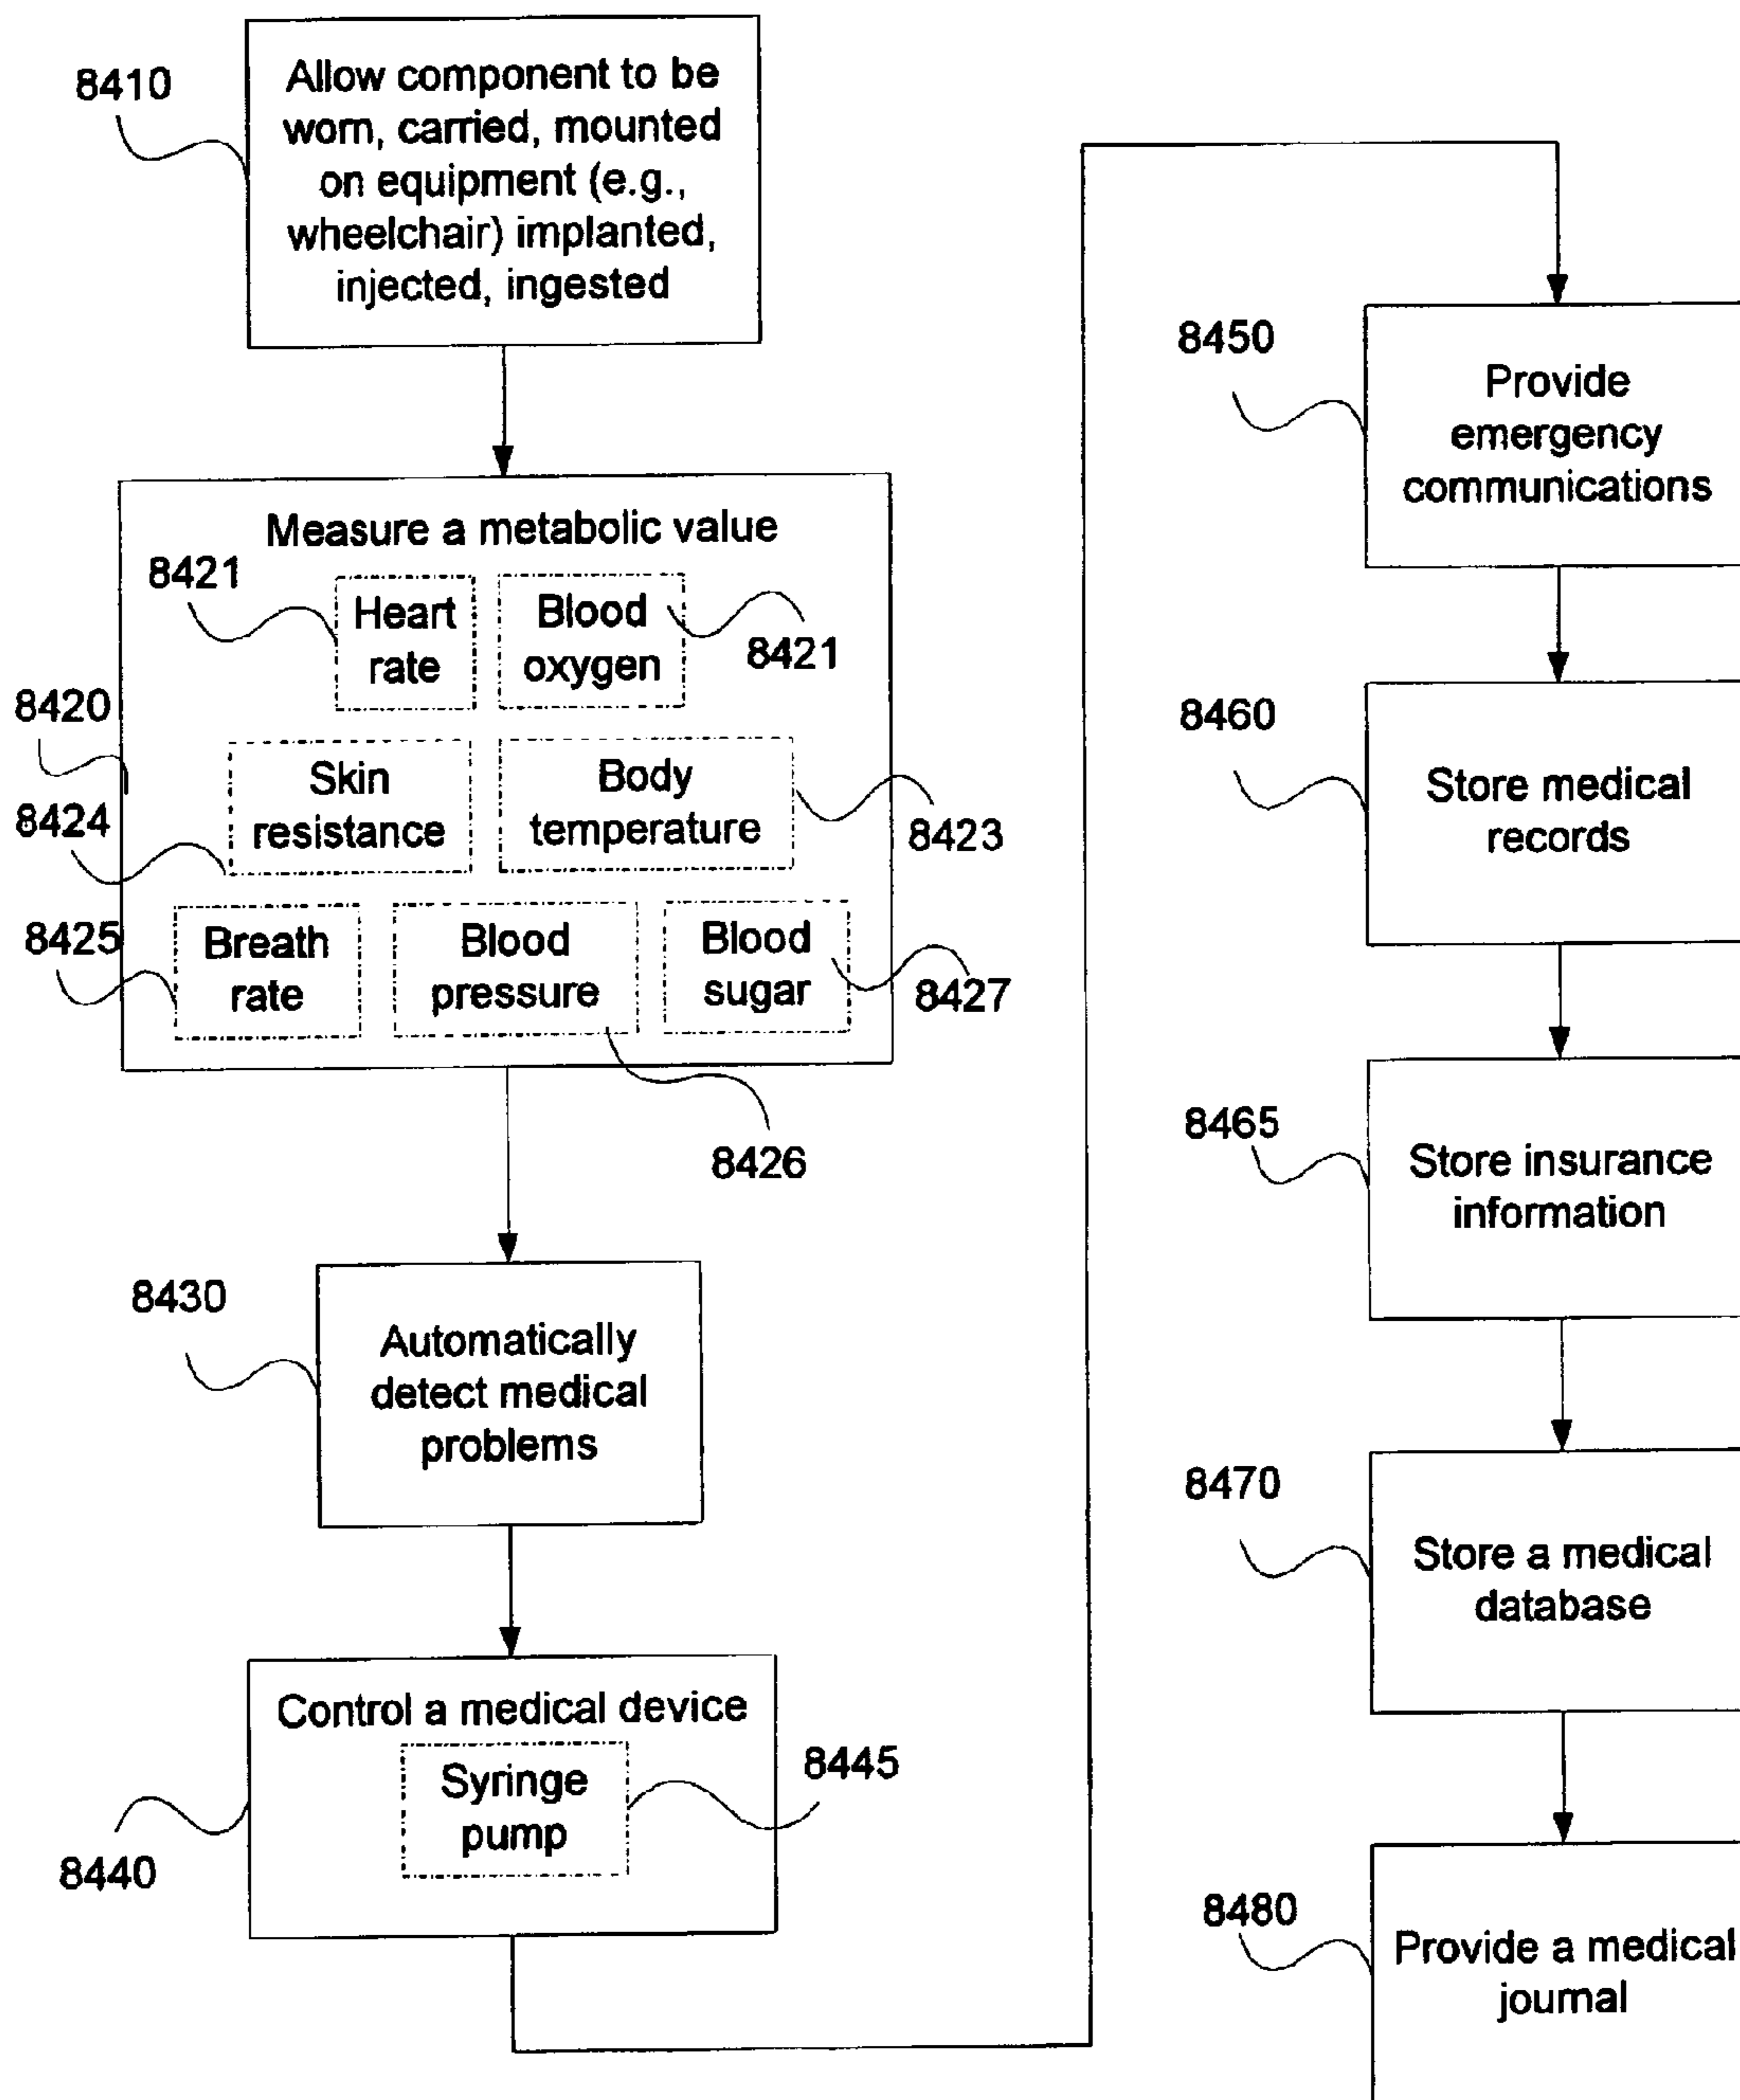 8410
Allow component to be
worn, carried, mounted
on equipment (e.g.,
wheelchair) implanted,
injected, ingested
8420
Measure a metabolic value
8421
Heart
rate
Blood
oxygen
8421
8424
Skin
resistance
Body
temperature
8423
8425
Breath
rate
Blood
pressure
8426
Blood
sugar
8427
8430
Automatically
detect medical
problems
8440
Control a medical device
Syringe
pump
8445
8450
Provide
emergency
communications
8460
Store medical
records
8465
Store insurance
information
8470
Store a medical
database
8480
Provide a medical
journal